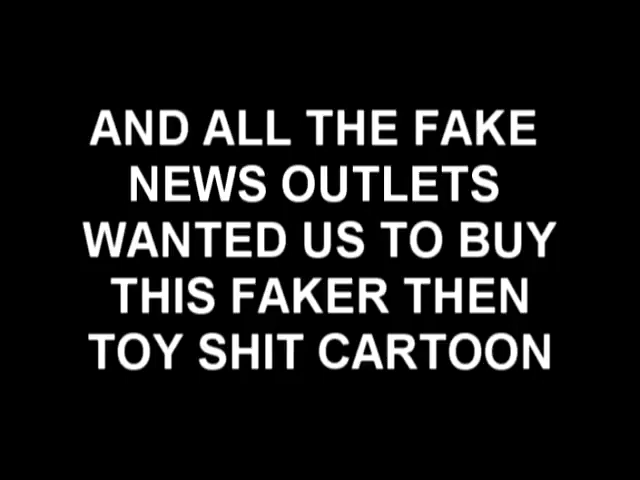 AND ALL THE FAKE
NEWS OUTLETS
WANTED US TO BUY
THIS FAKER THEN
TOY SHIT CARTOON